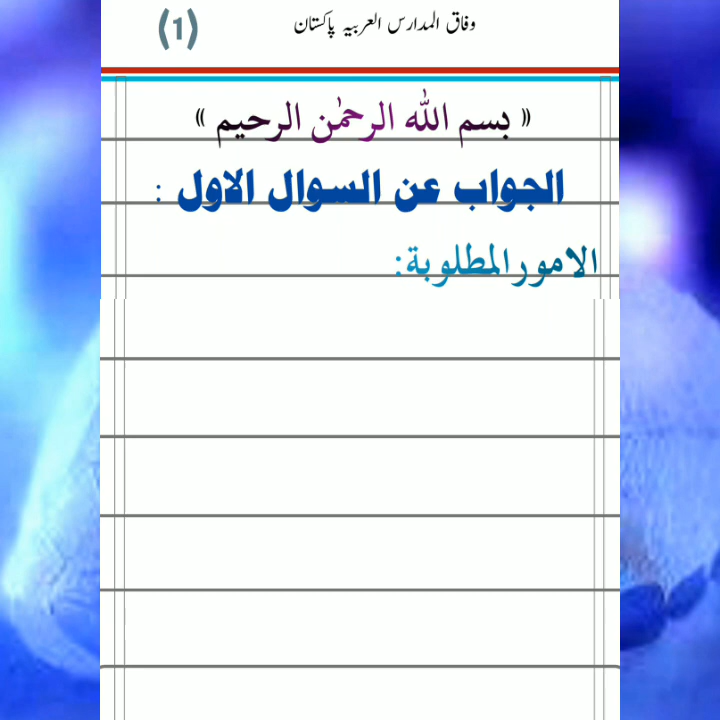 وفاق المدارس العربیہ پاکستان
(1)
« بسم الله الرحمٰن الرحيم »
الجواب عن السوال الاول :
الامور المطلوبة: